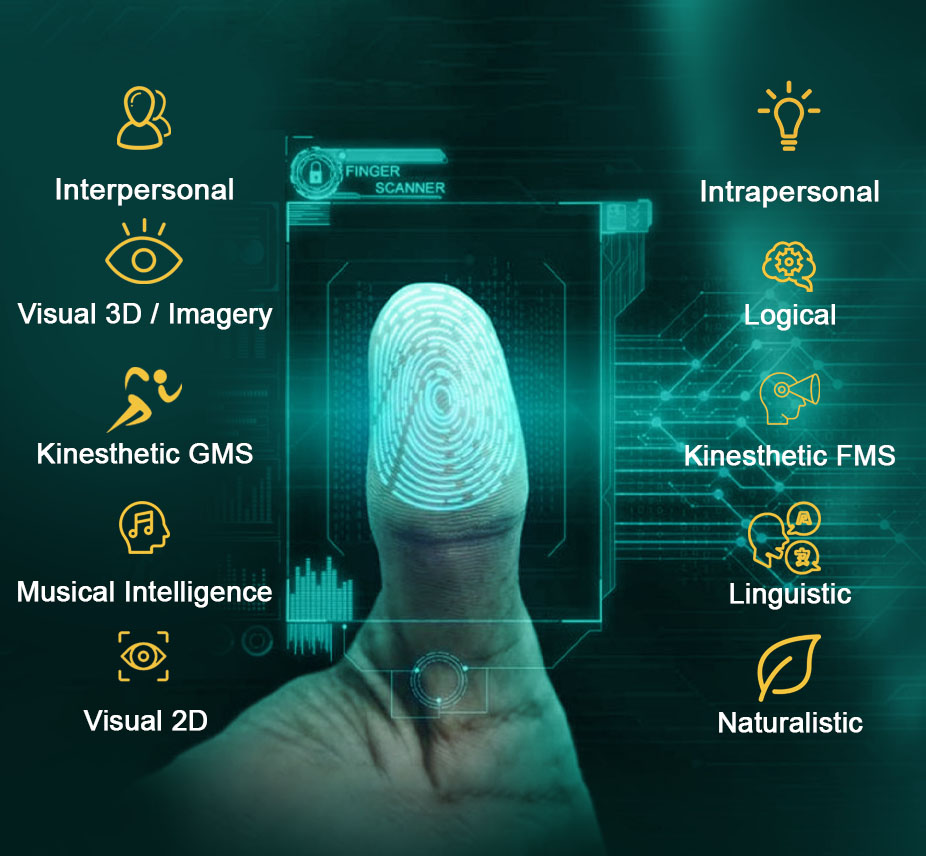 FINGER
SCANNER
Interpersonal
Intrapersonal
Visual 3D / Imagery
Logical
Kinesthetic GMS
Kinesthetic FMS
Musical Intelligence
A
Linguistic
Visual 2D
Naturalistic